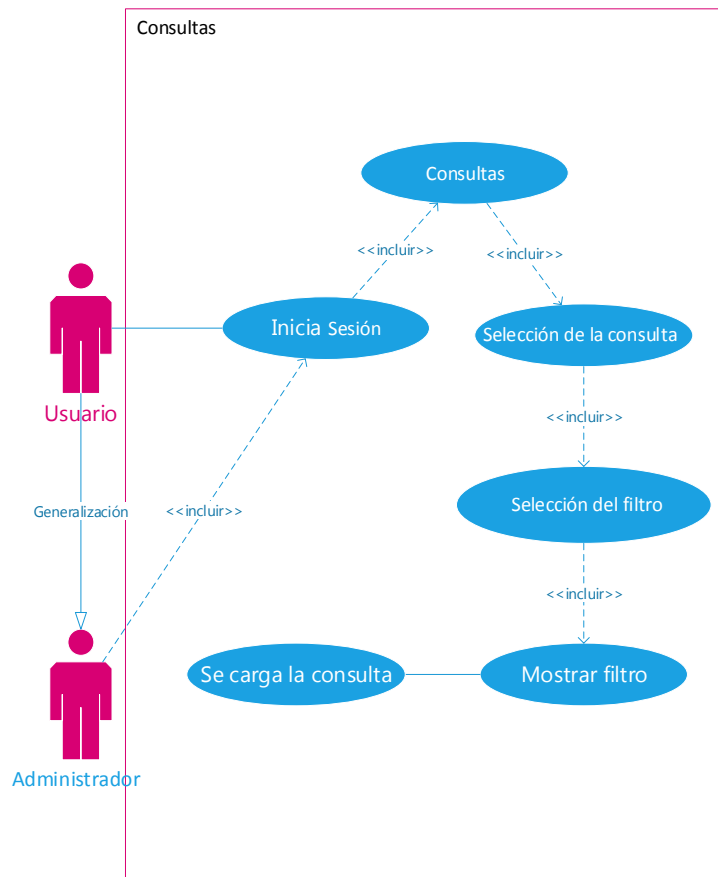 Consultas
Consultas
<<incluir>>
<<incluir>>
Inicia Sesión
Selección de la consulta
Usuario
<<incluir>>
Generalización
<<incluir>>
Selección del filtro
<<incluir>>
Se carga la consulta
Mostrar filtro
Administrador